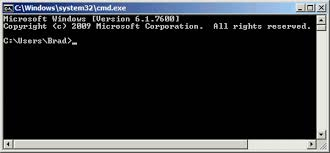 C:\Windows\system32\cmd.exe
Microsoft Windows [Version 6.1.7600]
Copyright (c) 2009 Microsoft Corporation.  All rights reserved.
C:\Users\Brad>_